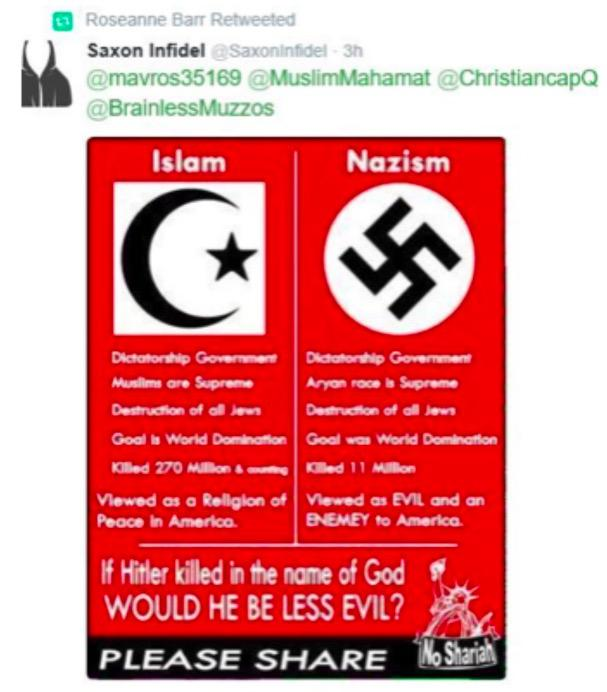 Roseanne Barr Retweeted
Saxon Infidel @SaxonInfidel · 3h
@mavros35169 @MuslimMahamat @ChristiancapQ
@BrainlessMuzzos
Islam
Nazism
Dictatorship Government
Muslims are Supreme
Destruction of all Jews
Goal is World Domination
Killed 270 Million & counting
Viewed as a Religion of
Peace in America.
Dictatorship Government
Aryan race is Supreme
Destruction of all Jews
Goal was World Domination
Killed 11 Million
Viewed as EVIL and an
ENEMEY to America.
If Hitler killed in the name of God
WOULD HE BE LESS EVIL?
PLEASE SHARE
No Shariah